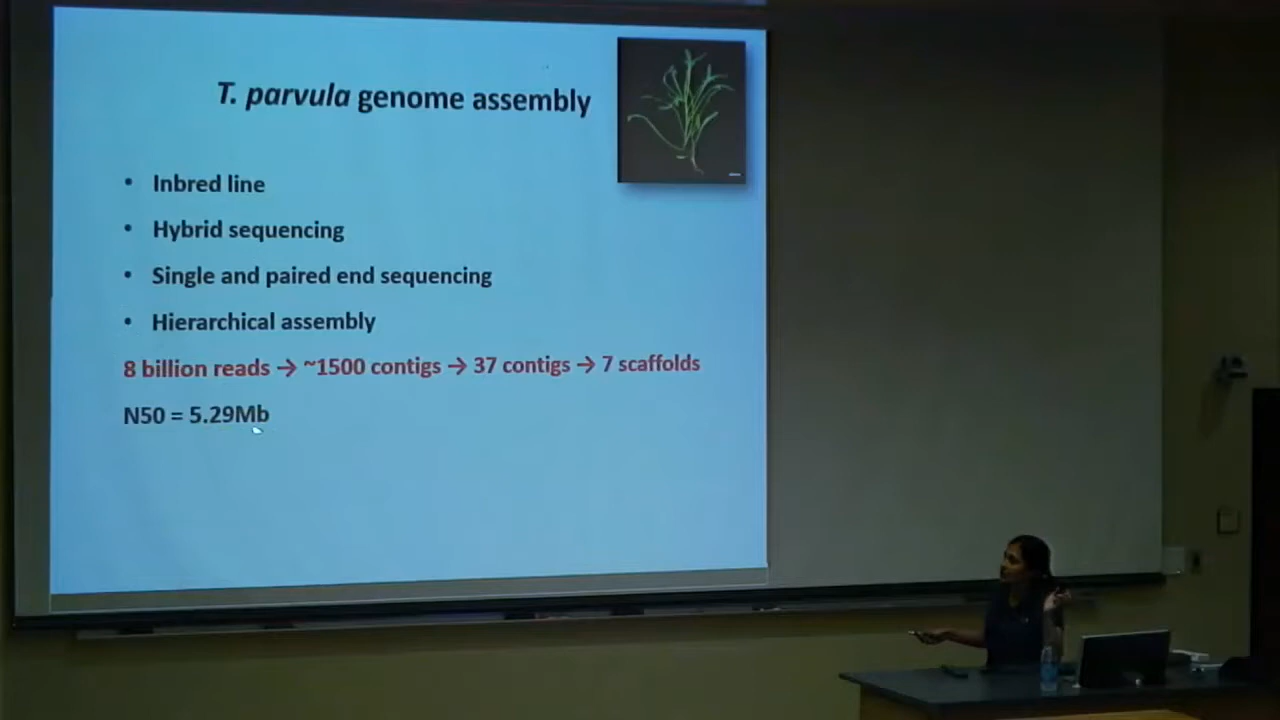 T. parvula genome assembly
• Inbred line
• Hybrid sequencing
• Single and paired end sequencing
• Hierarchical assembly
8 billion reads → ~1500 contigs → 37 contigs → 7 scaffolds
N50 = 5.29Mb